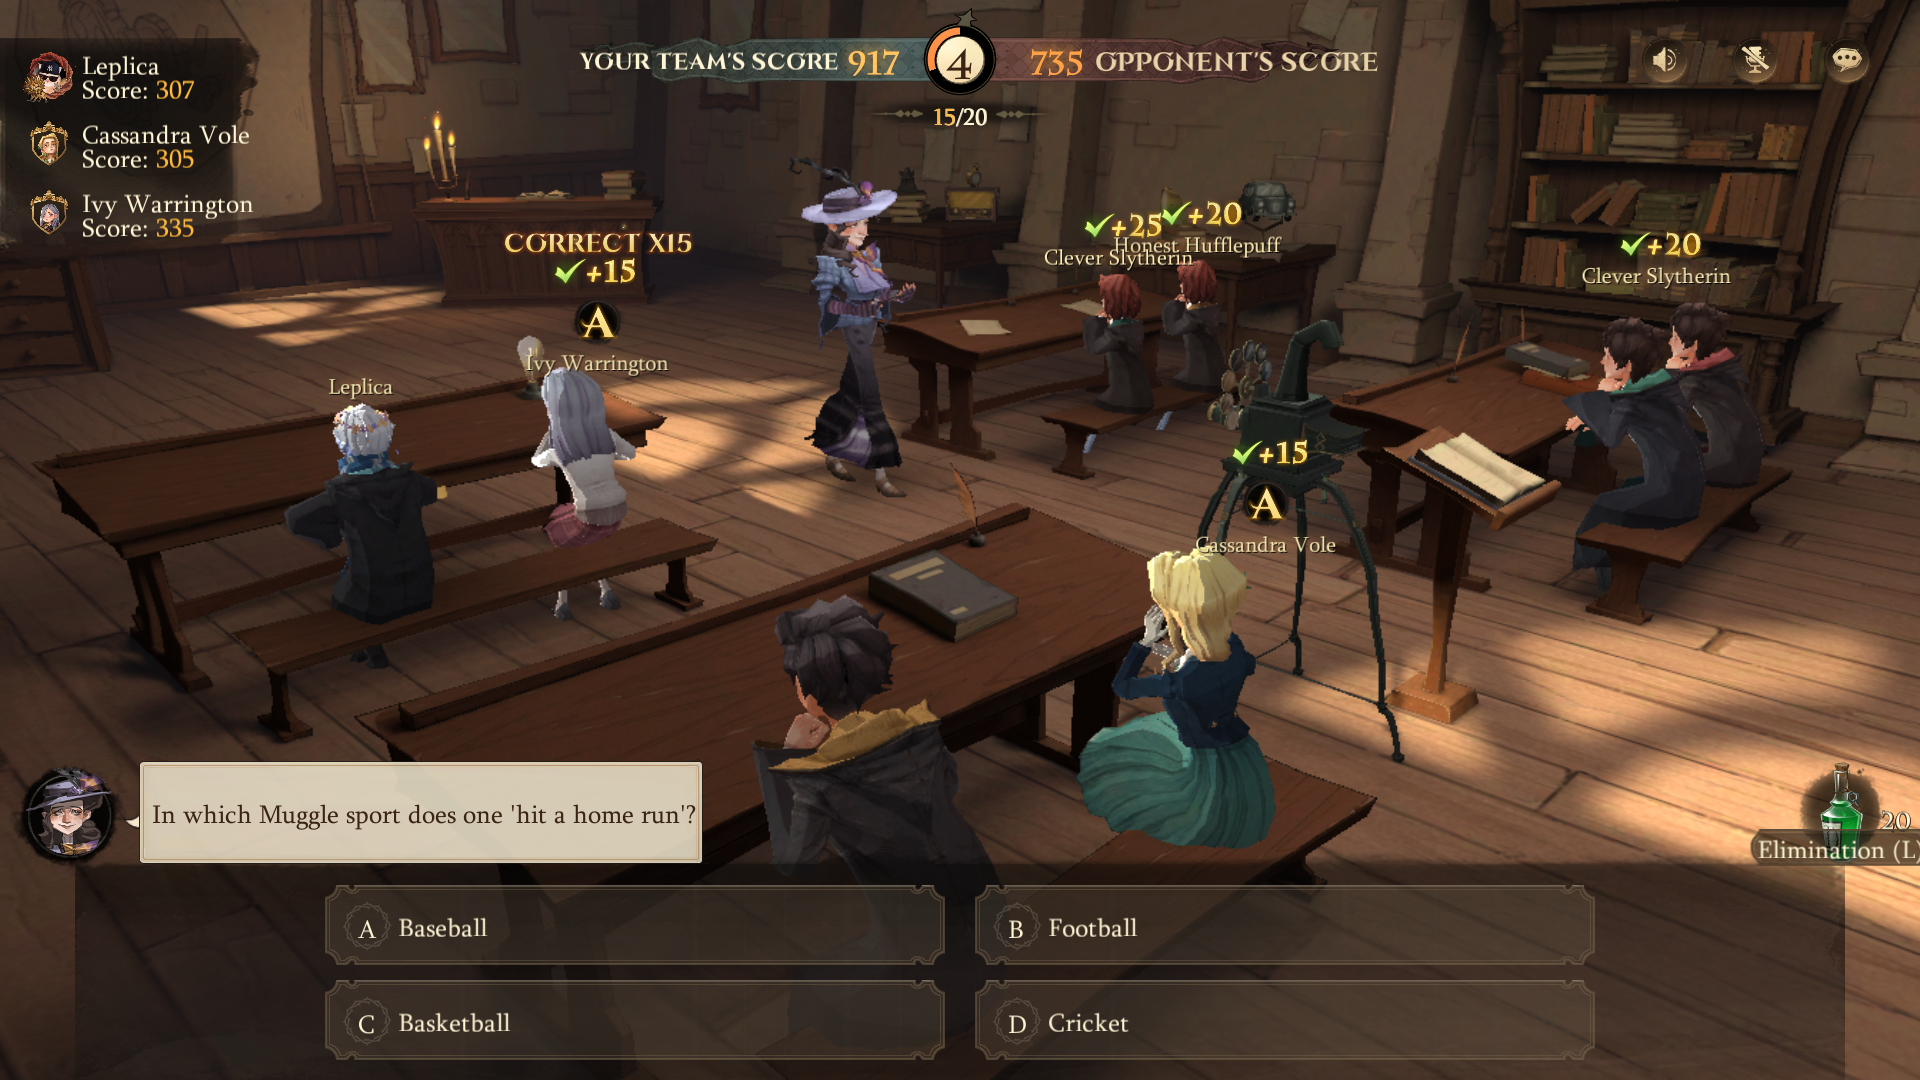 Leplica
Score: 307
Cassandra Vole
Score: 305
Ivy Warrington
Score: 335
YOUR TEAM'S SCORE 917
4
735 OPPONENT'S SCORE
15/20
CORRECT X15
+15
A
Ivy Warrington
Leplica
+25
+20
Honest Hufflepuff
Clever Slytherin
+20
Clever Slytherin
+15
A
Cassandra Vole
In which Muggle sport does one 'hit a home run'?
20
Elimination (L)
A Baseball
B Football
C Basketball
D Cricket